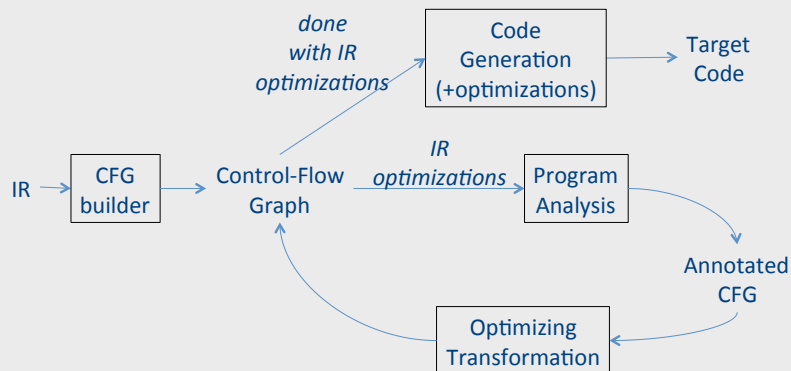 done
with IR
optimizations
Code
Generation
(+optimizations)
Target
Code
IR
CFG
builder
Control-Flow
Graph
IR
optimizations
Program
Analysis
Annotated
CFG
Optimizing
Transformation